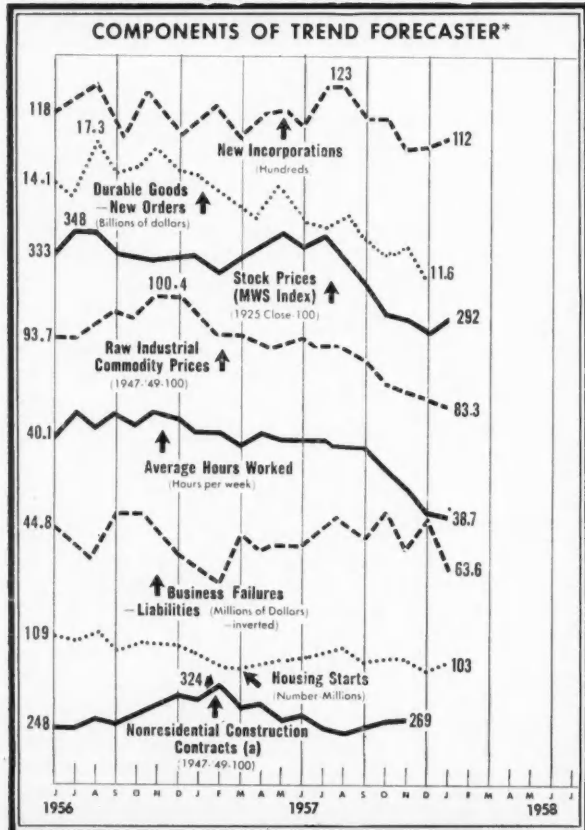 COMPONENTS OF TREND FORECASTER*
123
118
112
17.3
New Incorporations
(Hundreds
14.1
Durable Goods
—New Orders
(Billions of dollars)
348
11.6
333
Stock Prices
(MWS Index)
(1925 Close-100)
292
100.4
93.7
Raw Industrial
Commodity Prices
(1947-'49-100)
83.3
40.1
Average Hours Worked
(Hours per week)
38.7
44.8
63.6
Business Failures
—Liabilities (Millions of Dollars)
—inverted)
109
103
Housing Starts
(Number Millions)
324
248
269
Nonresidential Construction
Contracts (a)
(1947-'49-100)
J J A S O N D J F M A M J J A S O N D J F M A M J J
1956 1957 1958